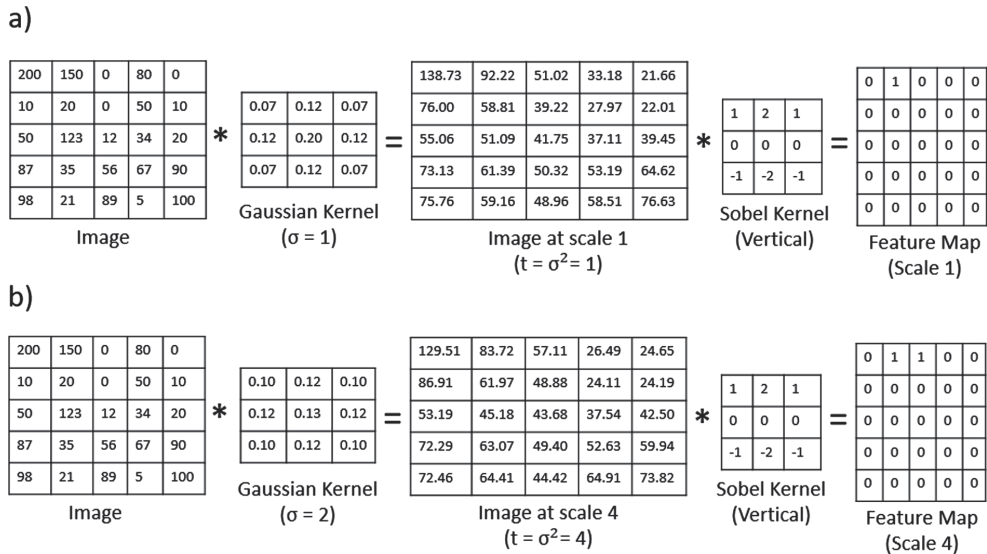 a)
200 150 0 80 0
10 20 0 50 10
50 123 12 34 20
87 35 56 67 90
98 21 89 5 100
Image
*
0.07 0.12 0.07
0.12 0.20 0.12
0.07 0.12 0.07
Gaussian Kernel
(σ = 1)
=
138.73 92.22 51.02 33.18 21.66
76.00 58.81 39.22 27.97 22.01
55.06 51.09 41.75 37.11 39.45
73.13 61.39 50.32 53.19 64.62
75.76 59.16 48.96 58.51 76.63
Image at scale 1
(t = σ²= 1)
*
1 2 1
0 0 0
-1 -2 -1
Sobel Kernel
(Vertical)
=
0 1 0 0 0
0 0 0 0 0
0 0 0 0 0
0 0 0 0 0
0 0 0 0 0
Feature Map
(Scale 1)
b)
200 150 0 80 0
10 20 0 50 10
50 123 12 34 20
87 35 56 67 90
98 21 89 5 100
Image
*
0.10 0.12 0.10
0.12 0.13 0.12
0.10 0.12 0.10
Gaussian Kernel
(σ = 2)
=
129.51 83.72 57.11 26.49 24.65
86.91 61.97 48.88 24.11 24.19
53.19 45.18 43.68 37.54 42.50
72.29 63.07 49.40 52.63 59.94
72.46 64.41 44.42 64.91 73.82
Image at scale 4
(t = σ²= 4)
*
1 2 1
0 0 0
-1 -2 -1
Sobel Kernel
(Vertical)
=
0 1 1 0 0
0 0 0 0 0
0 0 0 0 0
0 0 0 0 0
0 0 0 0 0
Feature Map
(Scale 4)